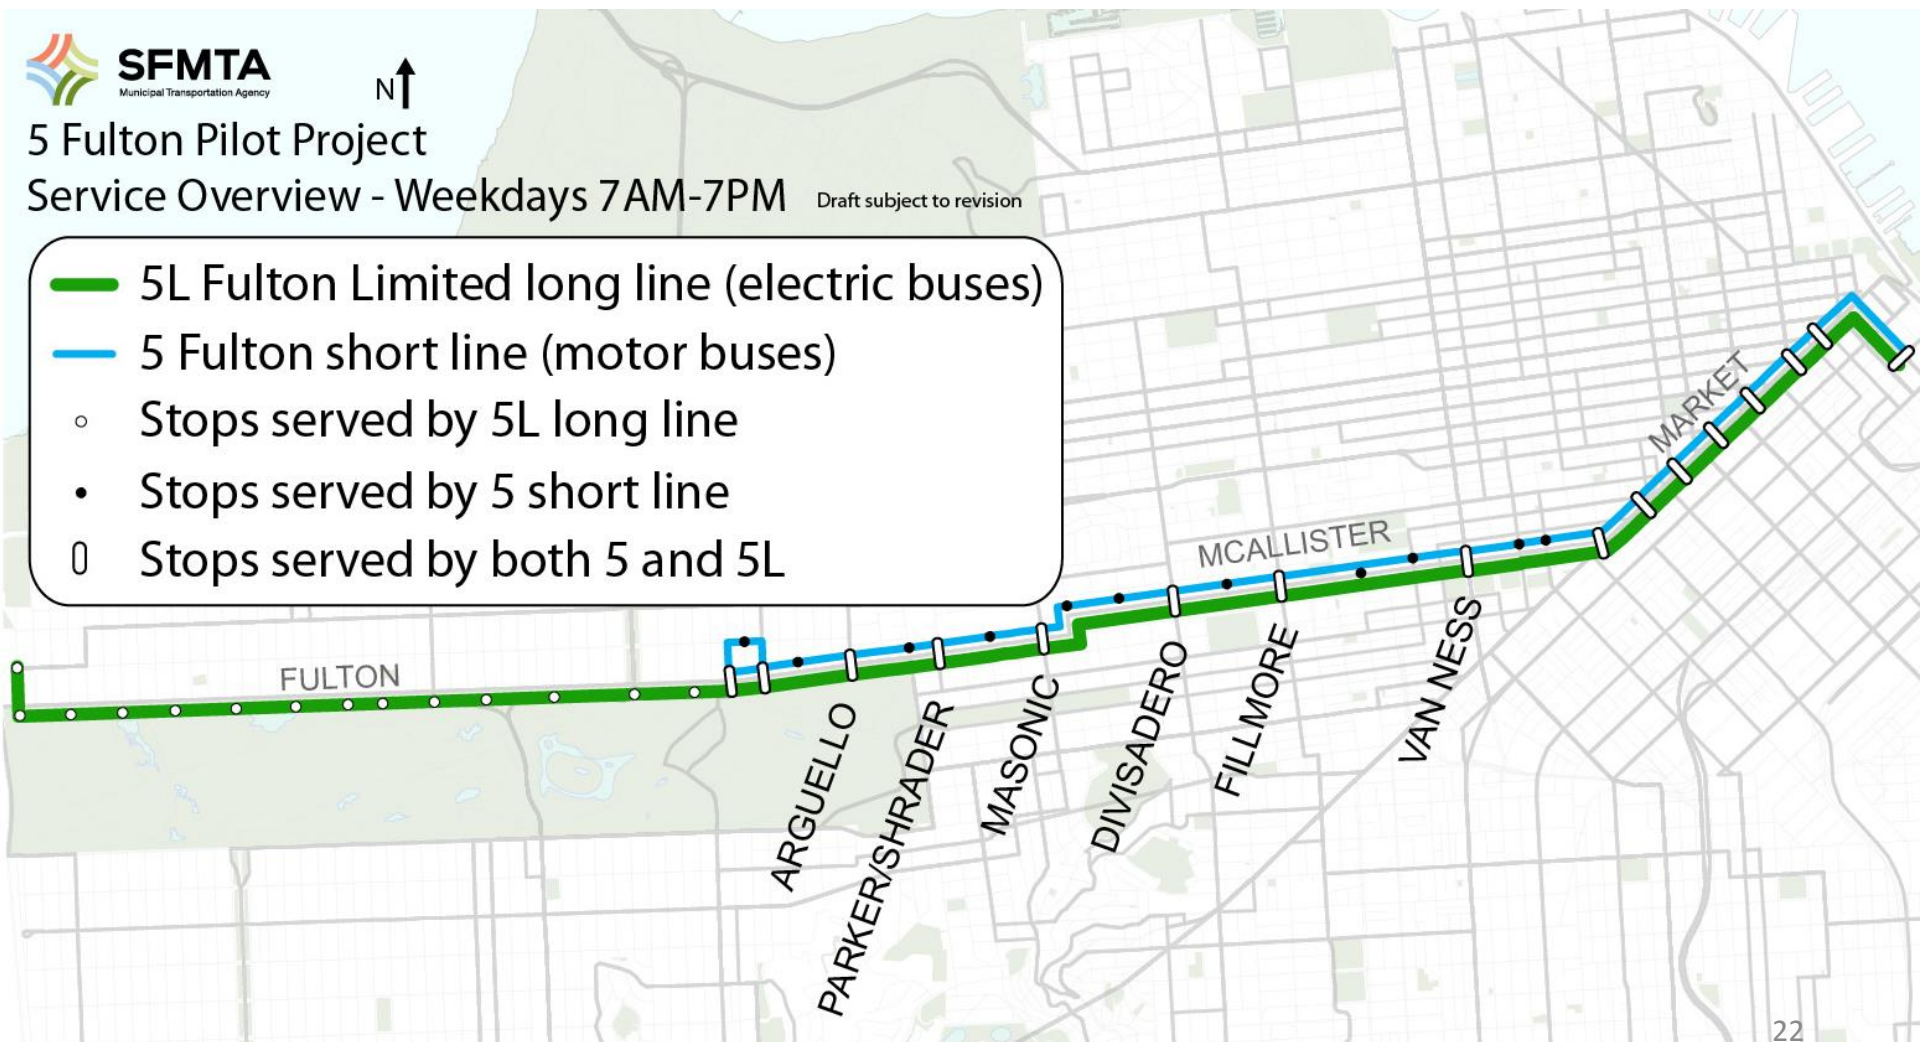 SFMTA
Municipal Transportation Agency
N
5 Fulton Pilot Project
Service Overview - Weekdays 7AM-7PM
Draft subject to revision
5L Fulton Limited long line (electric buses)
5 Fulton short line (motor buses)
Stops served by 5L long line
Stops served by 5 short line
Stops served by both 5 and 5L
MARKET
MCALLISTER
FULTON
ARGUELLO
PARKER/SHRADER
MASONIC
DIVISADERO
FILLMORE
VAN NESS
22